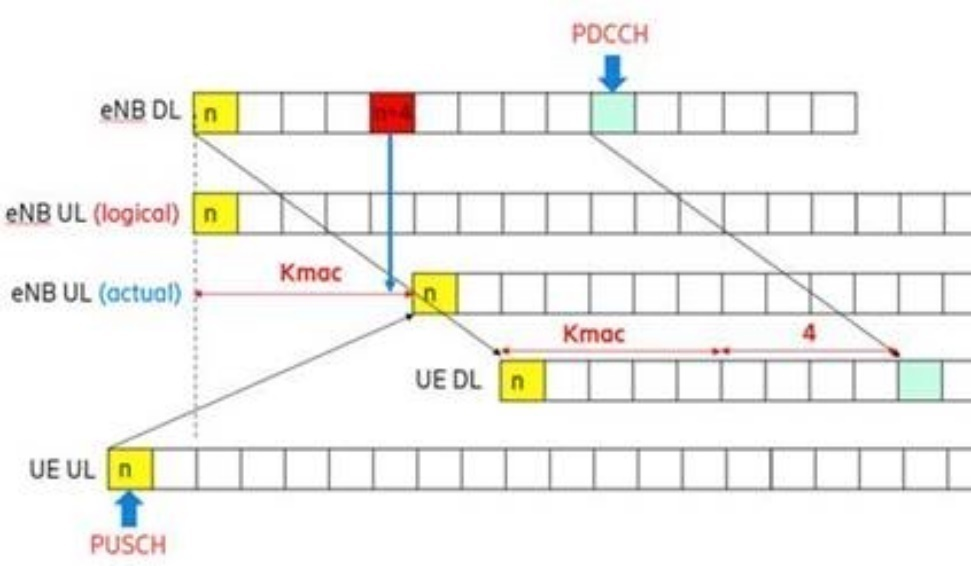 PDCCH
eNB DL
n
n+4
eNB UL (logical)
n
eNB UL (actual)
Kmac
n
Kmac
4
UE DL
n
UE UL
n
PUSCH